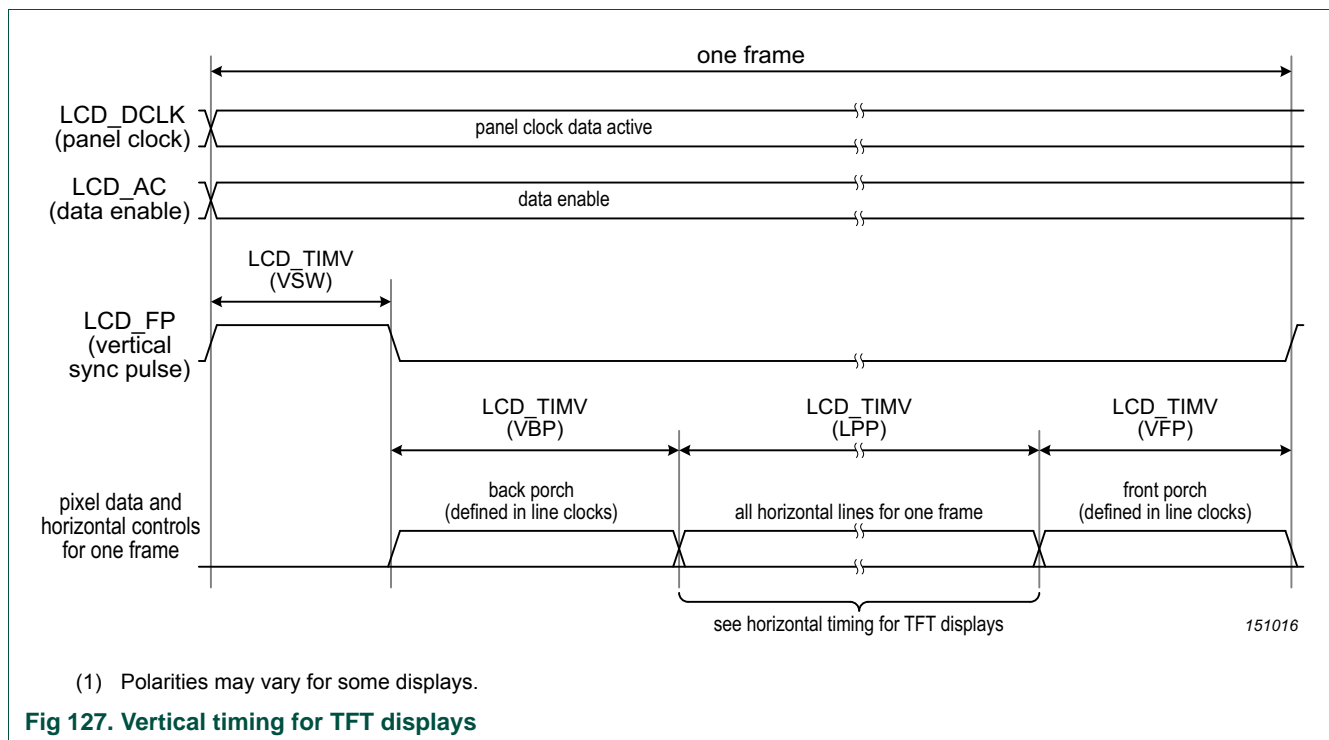 one frame
LCD_DCLK
(panel clock)
panel clock data active
LCD_AC
(data enable)
data enable
LCD_TIMV
(VSW)
LCD_FP
(vertical
sync pulse)
LCD_TIMV
(VBP)
LCD_TIMV
(LPP)
LCD_TIMV
(VFP)
pixel data and
horizontal controls
for one frame
back porch
(defined in line clocks)
all horizontal lines for one frame
front porch
(defined in line clocks)
see horizontal timing for TFT displays
151016
(1) Polarities may vary for some displays.
Fig 127. Vertical timing for TFT displays